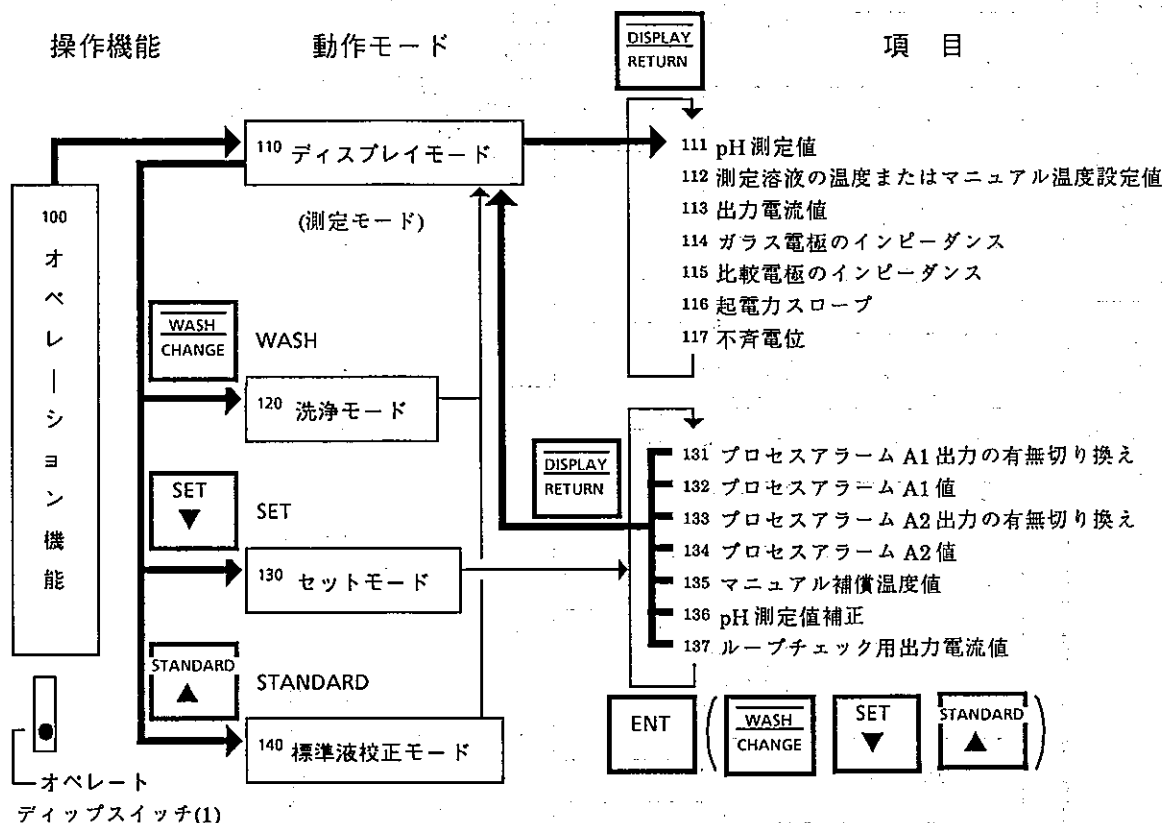 操作機能
動作モード
DISPLAY
RETURN
項 目
110 ディスプレイモード
(測定モード)
111 pH 測定値
112 測定溶液の温度またはマニュアル温度設定値
113 出力電流値
114 ガラス電極のインピーダンス
115 比較電極のインピーダンス
116 起電力スロープ
117 不斉電位
100
オペレーション機能
WASH
CHANGE
WASH
120 洗浄モード
SET
▼
SET
130 セットモード
DISPLAY
RETURN
131 プロセスアラーム A1 出力の有無切り換え
132 プロセスアラーム A1 値
133 プロセスアラーム A2 出力の有無切り換え
134 プロセスアラーム A2 値
135 マニュアル補償温度値
136 pH 測定値補正
137 ループチェック用出力電流値
STANDARD
▲
STANDARD
140 標準液校正モード
ENT
(
WASH
CHANGE
SET
▼
STANDARD
▲
)
オペレート
ディップスイッチ(1)